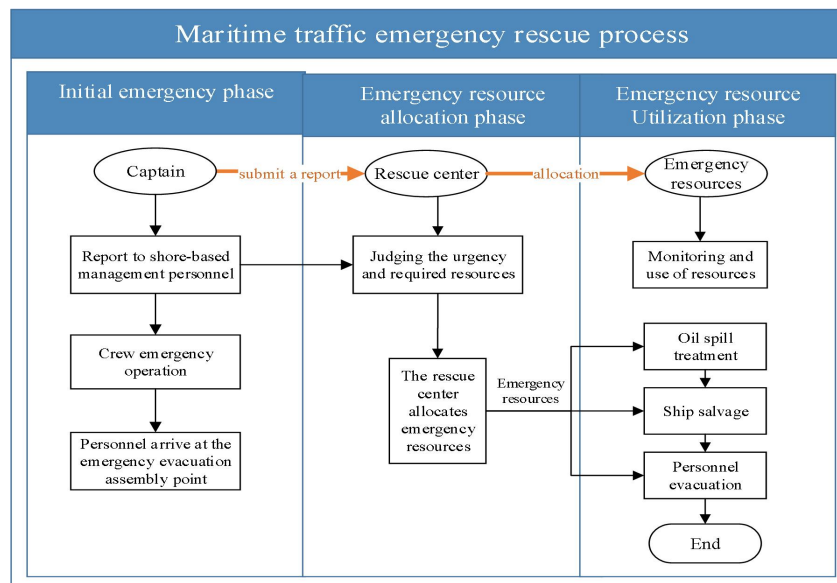 Maritime traffic emergency rescue process
Initial emergency phase
Emergency resource
allocation phase
Emergency resource
Utilization phase
Captain
submit a report
Rescue center
allocation
Emergency
resources
Report to shore-based
management personnel
Judging the urgency
and required resources
Monitoring and
use of resources
Crew emergency
operation
The rescue
center
allocates
emergency
resources
Emergency
resources
Oil spill
treatment
Ship salvage
Personnel arrive at the
emergency evacuation
assembly point
Personnel
evacuation
End